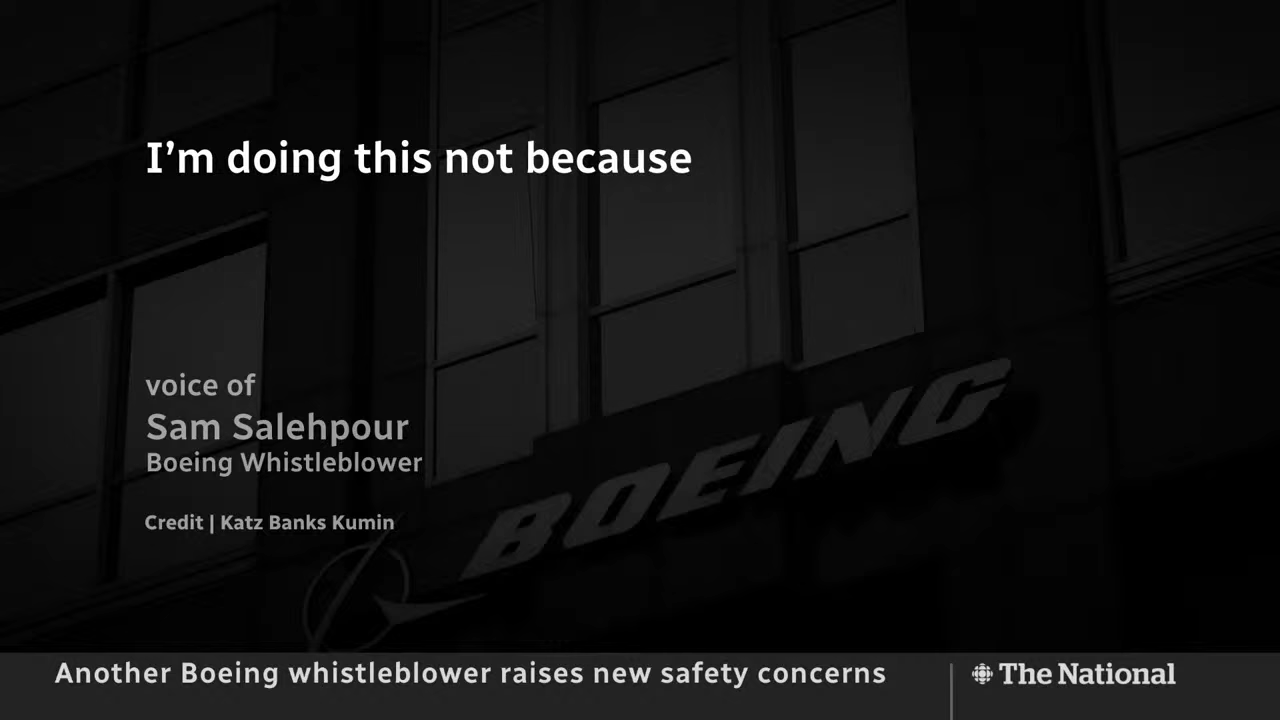 I'm doing this not because
voice of
Sam Salehpour
Boeing Whistleblower
Credit | Katz Banks Kumin
BOEING
Another Boeing whistleblower raises new safety concerns
The National